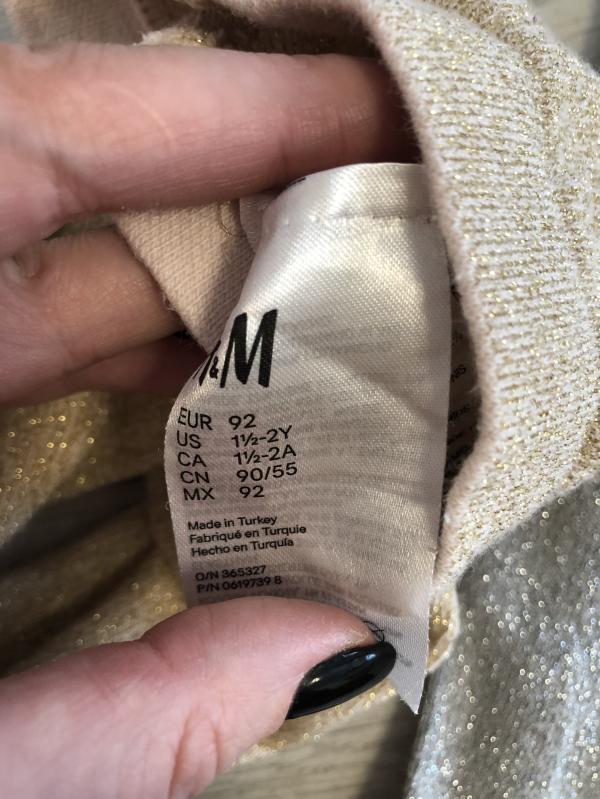 &M
EUR 92
US 1½-2Y
CA 1½-2A
CN 90/55
MX 92
Made in Turkey
Fabriqué en Turquie
Hecho en Turquía
O/N 365327
P/N 0619739 8